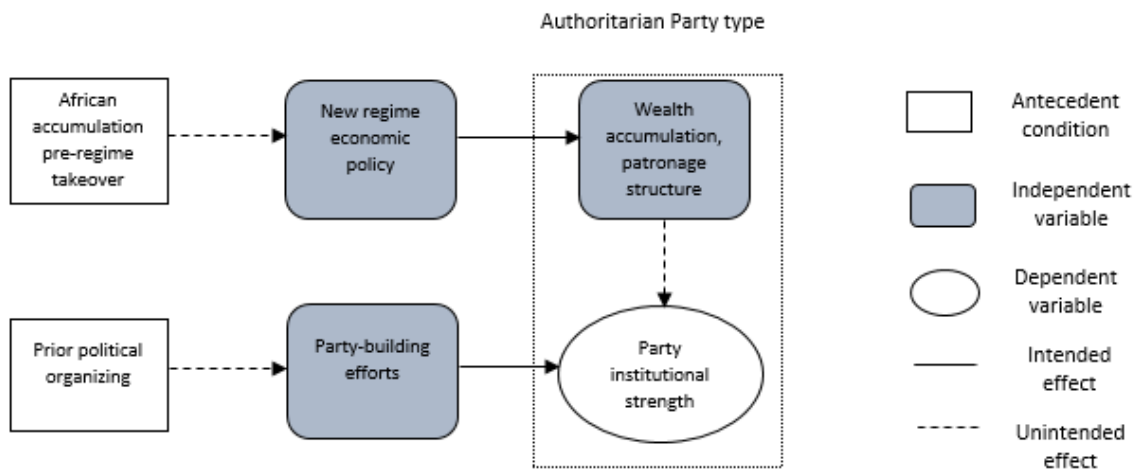 Authoritarian Party type
African
accumulation
pre-regime
takeover
New regime
economic
policy
Wealth
accumulation,
patronage
structure
Prior political
organizing
Party-building
efforts
Party
institutional
strength
Antecedent
condition
Independent
variable
Dependent
variable
Intended
effect
Unintended
effect